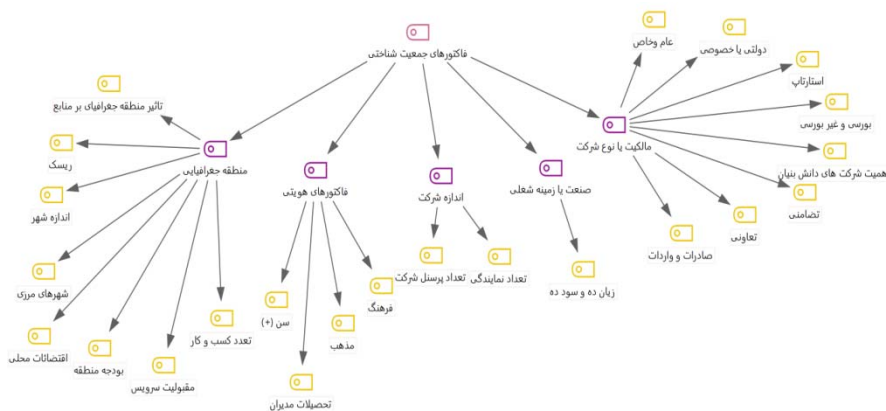 فاکتورهای جمعیت شناختی
عام وخاص
دولتی یا خصوصی
استارتاپ
بورسی و غیر بورسی
همیت شرکت های دانش بنیان
تضامنی
تعاونی
صادرات و واردات
مالکیت یا نوع شرکت
صنعت یا زمینه شغلی
زیان ده و سود ده
اندازه شرکت
تعداد نمایندگی
تعداد پرسنل شرکت
فاکتورهای هویتی
فرهنگ
مذهب
تحصیلات مدیران
سن (+)
منطقه جغرافیایی
تاثیر منطقه جغرافیای بر منابع
ریسک
اندازه شهر
شهرهای مرزی
اقتضائات محلی
بودجه منطقه
مقبولیت سرویس
تعدد کسب و کار